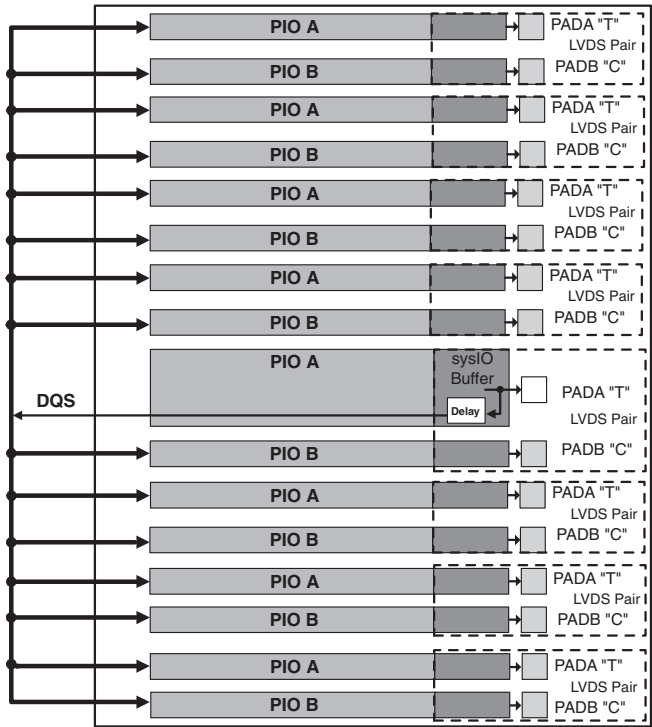 PIO A
PADA "T"
LVDS Pair
PIO B
PADB "C"
PIO A
PADA "T"
LVDS Pair
PIO B
PADB "C"
PIO A
PADA "T"
LVDS Pair
PIO B
PADB "C"
PIO A
PADA "T"
LVDS Pair
PIO B
PADB "C"
PIO A
sysIO
Buffer
PADA "T"
DQS
Delay
LVDS Pair
PIO B
PADB "C"
PIO A
PADA "T"
LVDS Pair
PIO B
PADB "C"
PIO A
PADA "T"
LVDS Pair
PIO B
PADB "C"
PIO A
PADA "T"
LVDS Pair
PIO B
PADB "C"